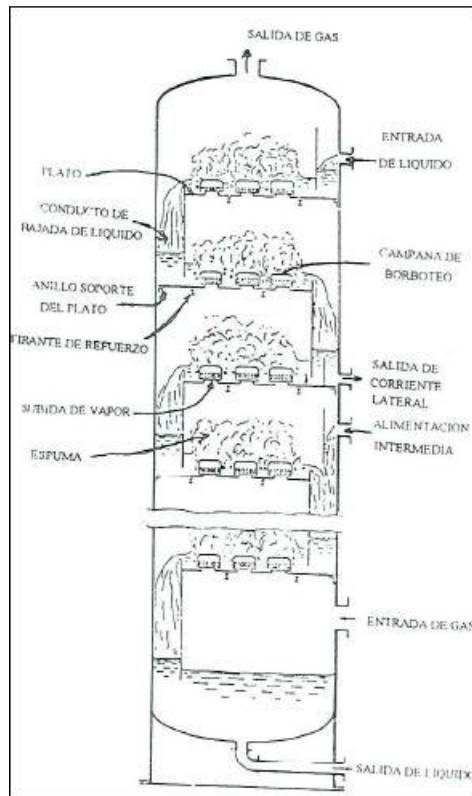 SALIDA DE GAS
ENTRADA
DE LIQUIDO
PLATO
CONDUCTO DE
BAJADA DE LIQUIDO
CAMPANA DE
BORBOTEO
ANILLO SOPORTE
DEL PLATO
TIRANTE DE REFUERZO
SALIDA DE
CORRIENTE
LATERAL
SUBIDA DE VAPOR
ALIMENTACION
INTERMEDIA
ESPUMA
ENTRADA DE GAS
SALIDA DE LIQUIDO